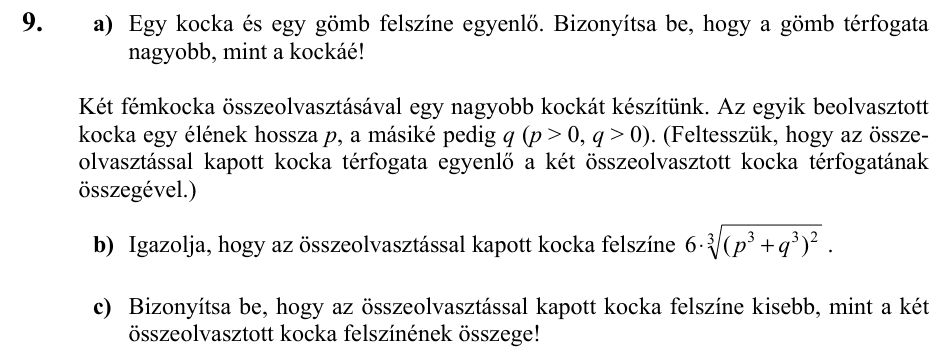 9. a) Egy kocka és egy gömb felszíne egyenlő. Bizonyítsa be, hogy a gömb térfogata
nagyobb, mint a kockáé!
Két fémkocka összeolvasztásával egy nagyobb kockát készítünk. Az egyik beolvasztott
kocka egy élének hossza p, a másiké pedig q (p > 0, q > 0). (Feltesszük, hogy az össze-
olvasztással kapott kocka térfogata egyenlő a két összeolvasztott kocka térfogatának
összegével.)
b) Igazolja, hogy az összeolvasztással kapott kocka felszíne 6·∛(p³+q³)² .
c) Bizonyítsa be, hogy az összeolvasztással kapott kocka felszíne kisebb, mint a két
összeolvasztott kocka felszínének összege!